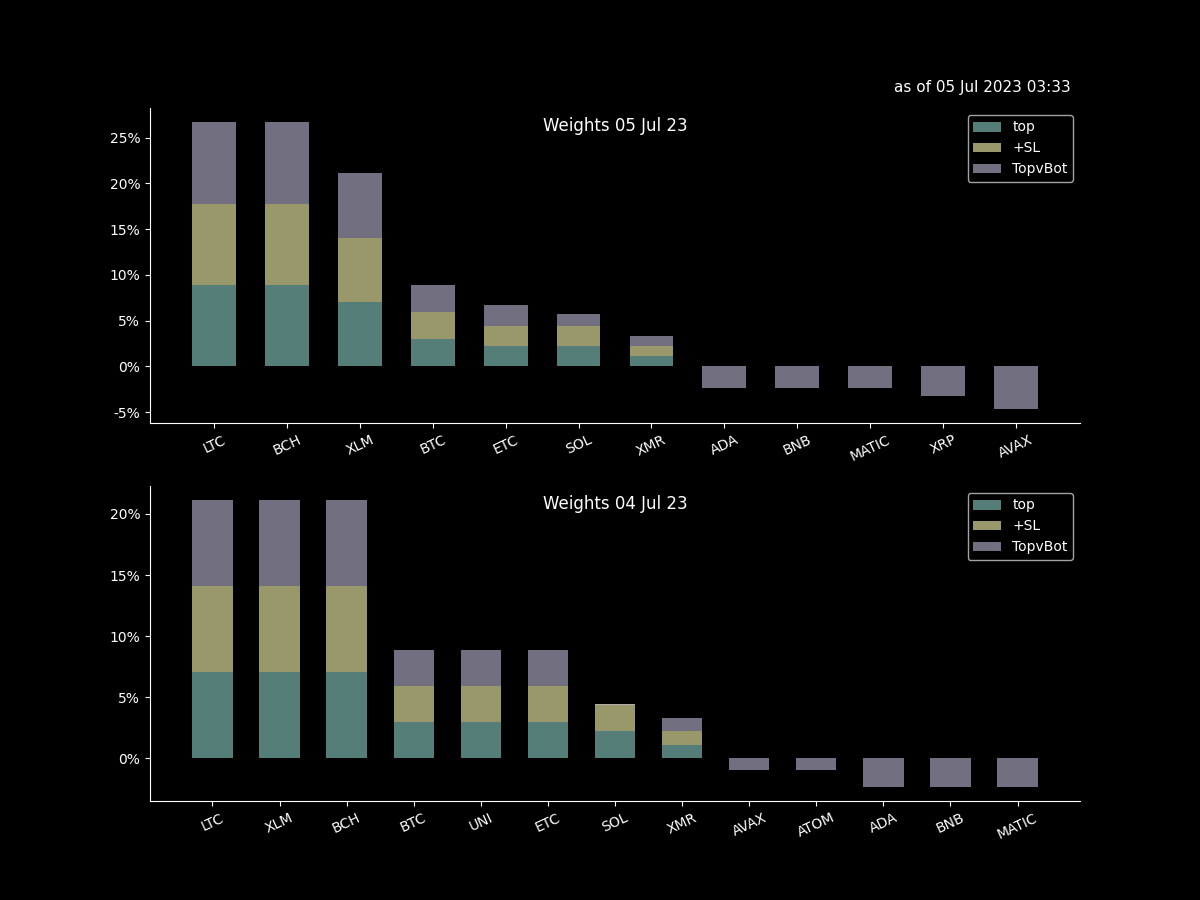 as of 05 Jul 2023 03:33
Weights 05 Jul 23
top
+SL
TopvBot
25%
20%
15%
10%
5%
0%
-5%
LTC BCH XLM BTC ETC SOL XMR ADA BNB MATIC XRP AVAX
Weights 04 Jul 23
top
+SL
TopvBot
20%
15%
10%
5%
0%
LTC XLM BCH BTC UNI ETC SOL XMR AVAX ATOM ADA BNB MATIC